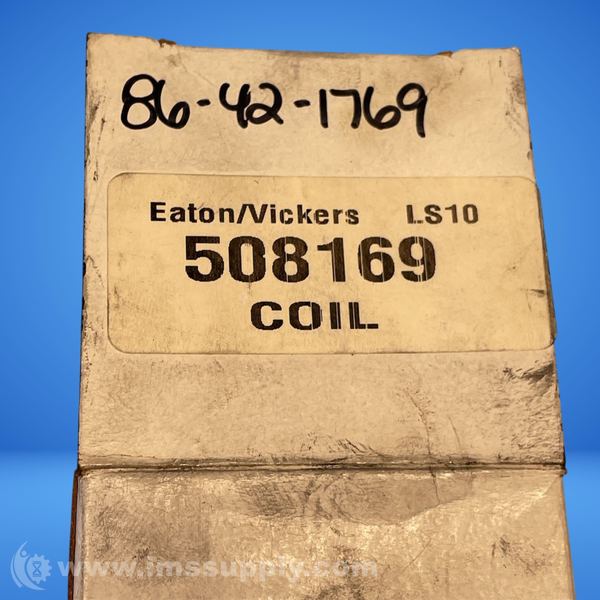 86-42-1769
Eaton/Vickers LS10
508169
COIL
www.imssupply.com